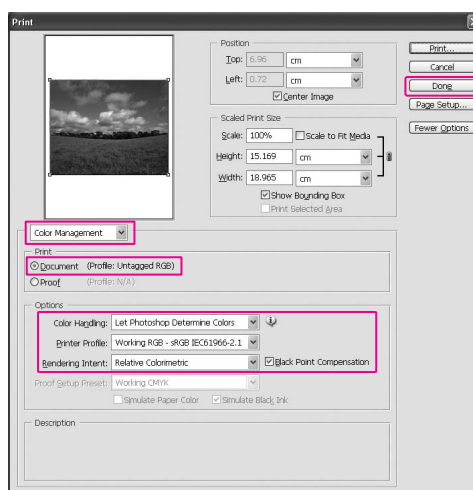 Print
Position
Top: 6.96 cm
Left: 0.72 cm
Center Image
Scaled Print Size
Scale: 100% Scale to Fit Media
Height: 15.169 cm
Width: 18.965 cm
Show Bounding Box
Print Selected Area
Print...
Cancel
Done
Page Setup...
Fewer Options
Color Management
Print
Document (Profile: Untagged RGB)
Proof (Profile: N/A)
Options
Color Handling: Let Photoshop Determine Colors
Printer Profile: Working RGB - sRGB IEC61966-2.1
Rendering Intent: Relative Colorimetric Black Point Compensation
Proof Setup Preset: Working CMYK
Simulate Paper Color Simulate Black Ink
Description